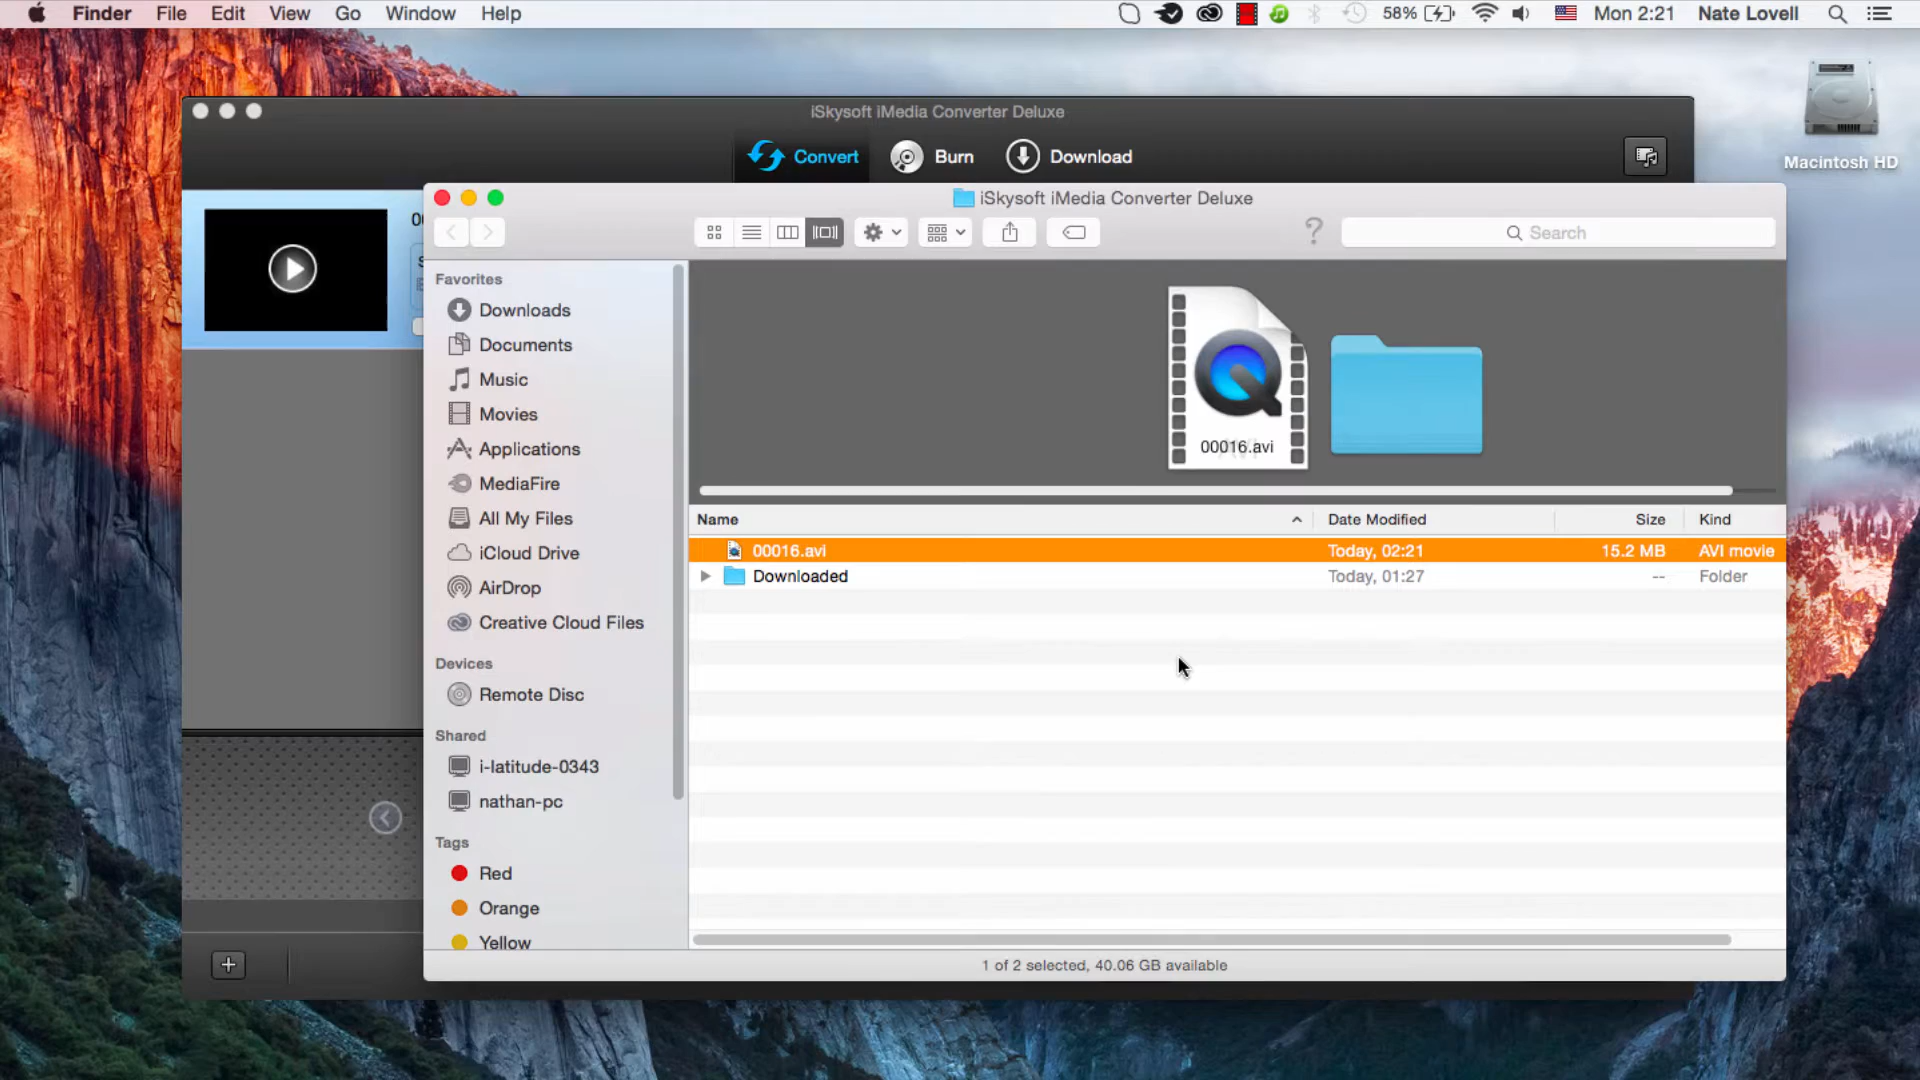 Finder File Edit View Go Window Help 58% Mon 2:21 Nate Lovell
Macintosh HD
iSkysoft iMedia Converter Deluxe
Convert Burn Download
iSkysoft iMedia Converter Deluxe
? Search
Favorites
Downloads
Documents
Music
Movies
Applications
MediaFire
All My Files
iCloud Drive
AirDrop
Creative Cloud Files
Devices
Remote Disc
Shared
i-latitude-0343
nathan-pc
Tags
Red
Orange
Yellow
00016.avi
Name Date Modified Size Kind
00016.avi Today, 02:21 15.2 MB AVI movie
Downloaded Today, 01:27 -- Folder
1 of 2 selected, 40.06 GB available